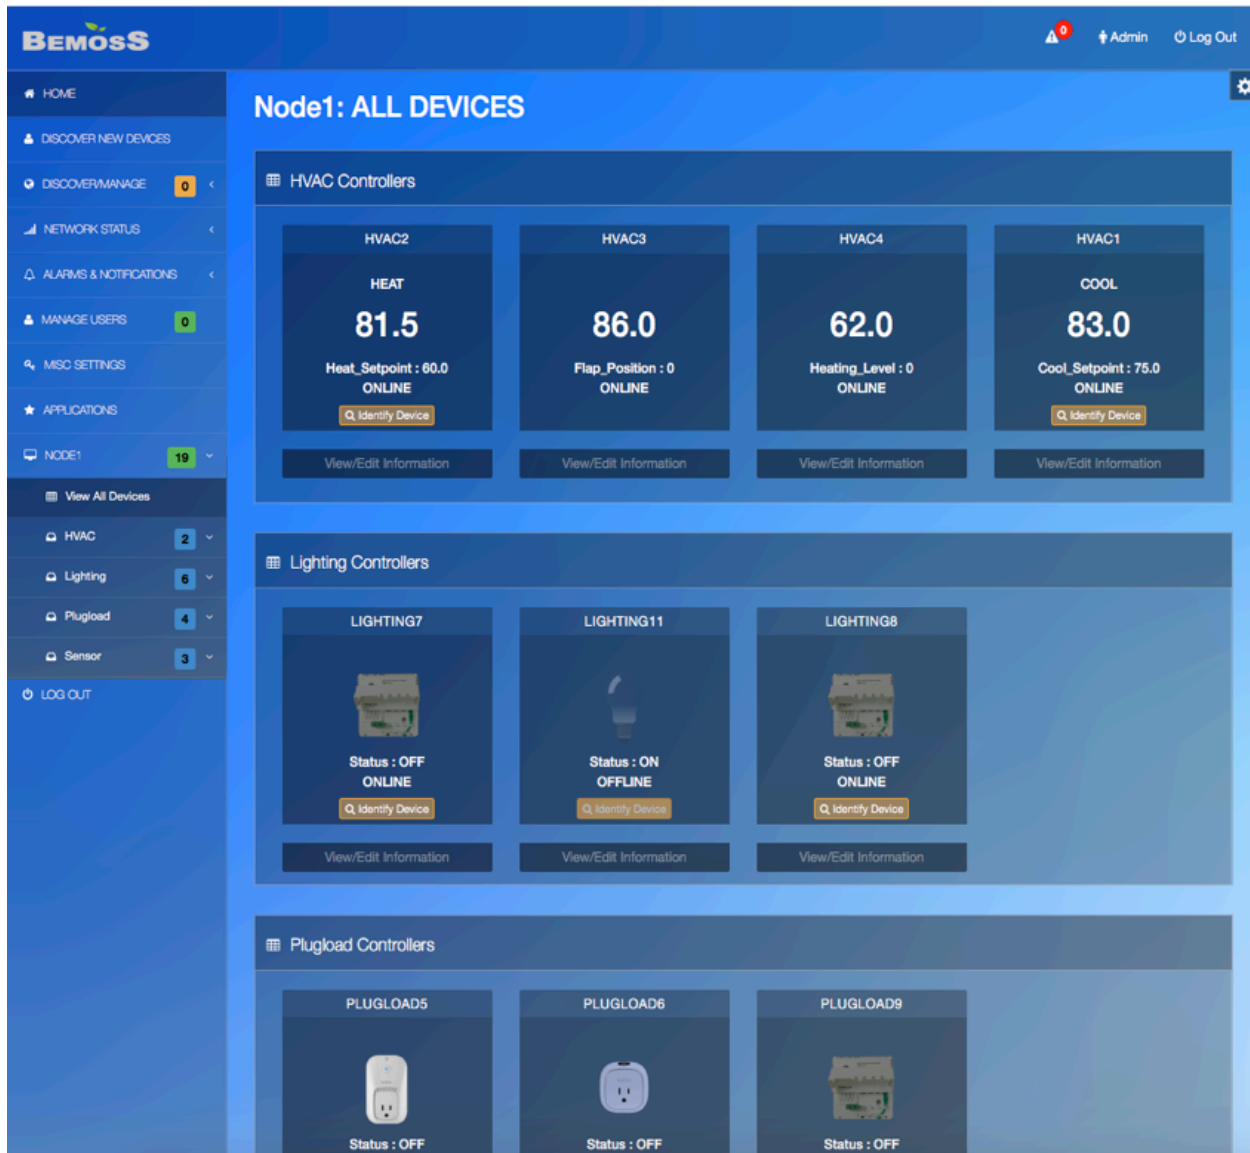 BEMOSS
0
Admin
Log Out
HOME
DISCOVER NEW DEVICES
DISCOVER/MANAGE 0
NETWORK STATUS
ALARMS & NOTIFICATIONS
MANAGE USERS 0
MISC SETTINGS
APPLICATIONS
NODE1 19
View All Devices
HVAC 2
Lighting 6
Plugload 4
Sensor 3
LOG OUT
Node1: ALL DEVICES
HVAC Controllers
HVAC2
HEAT
81.5
Heat_Setpoint : 60.0
ONLINE
Identify Device
View/Edit Information
HVAC3
86.0
Flap_Position : 0
ONLINE
View/Edit Information
HVAC4
62.0
Heating_Level : 0
ONLINE
View/Edit Information
HVAC1
COOL
83.0
Cool_Setpoint : 75.0
ONLINE
Identify Device
View/Edit Information
Lighting Controllers
LIGHTING7
Status : OFF
ONLINE
Identify Device
View/Edit Information
LIGHTING11
Status : ON
OFFLINE
Identify Device
View/Edit Information
LIGHTING8
Status : OFF
ONLINE
Identify Device
View/Edit Information
Plugload Controllers
PLUGLOAD5
Status : OFF
PLUGLOAD6
Status : OFF
PLUGLOAD9
Status : OFF